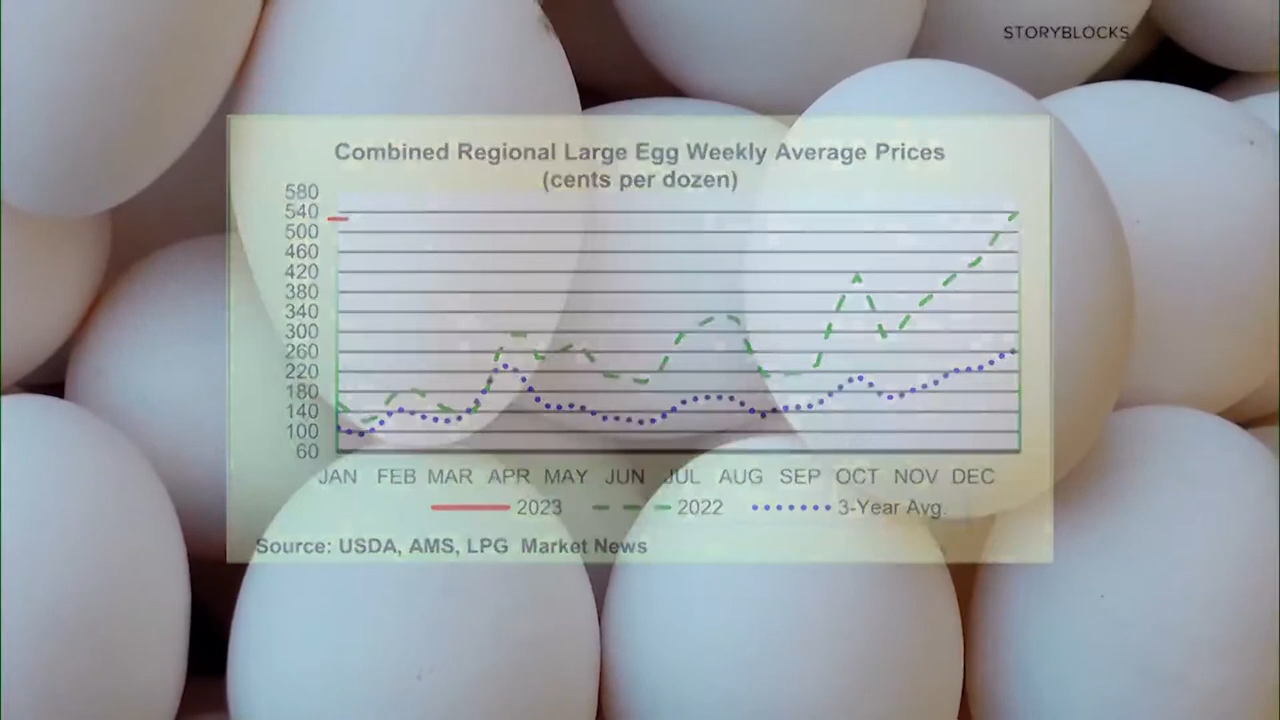 STORYBLOCKS
Combined Regional Large Egg Weekly Average Prices
(cents per dozen)
580
540
500
460
420
380
340
300
260
220
180
140
100
60
JAN FEB MAR APR MAY JUN JUL AUG SEP OCT NOV DEC
2023 2022 3-Year Avg.
Source: USDA, AMS, LPG Market News